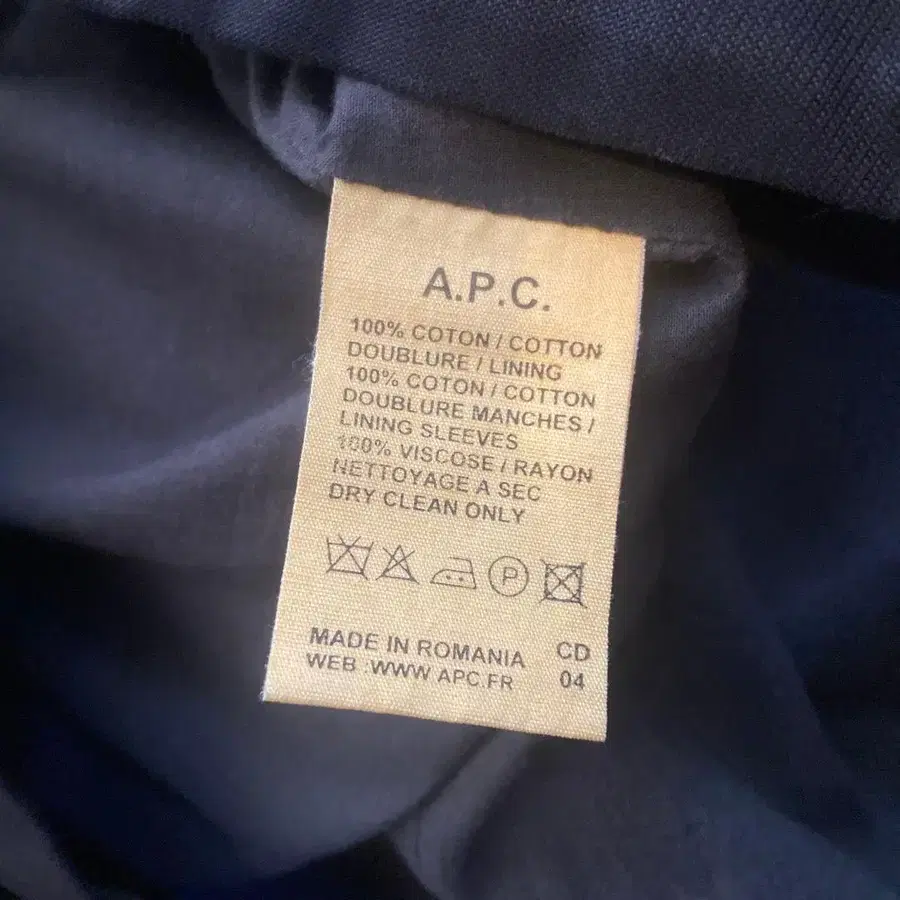 A.P.C.
100% COTON / COTTON
DOUBLURE / LINING
100% COTON / COTTON
DOUBLURE MANCHES /
LINING SLEEVES
100% VISCOSE / RAYON
NETTOYAGE A SEC
DRY CLEAN ONLY
P
MADE IN ROMANIA CD
WEB :WWW APC.FR 04